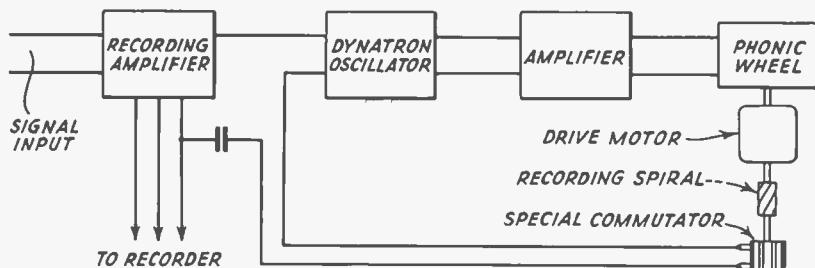 RECORDING
AMPLIFIER
DYNATRON
OSCILLATOR
AMPLIFIER
PHONIC
WHEEL
SIGNAL
INPUT
DRIVE MOTOR
RECORDING SPIRAL
SPECIAL COMMUTATOR
TO RECORDER